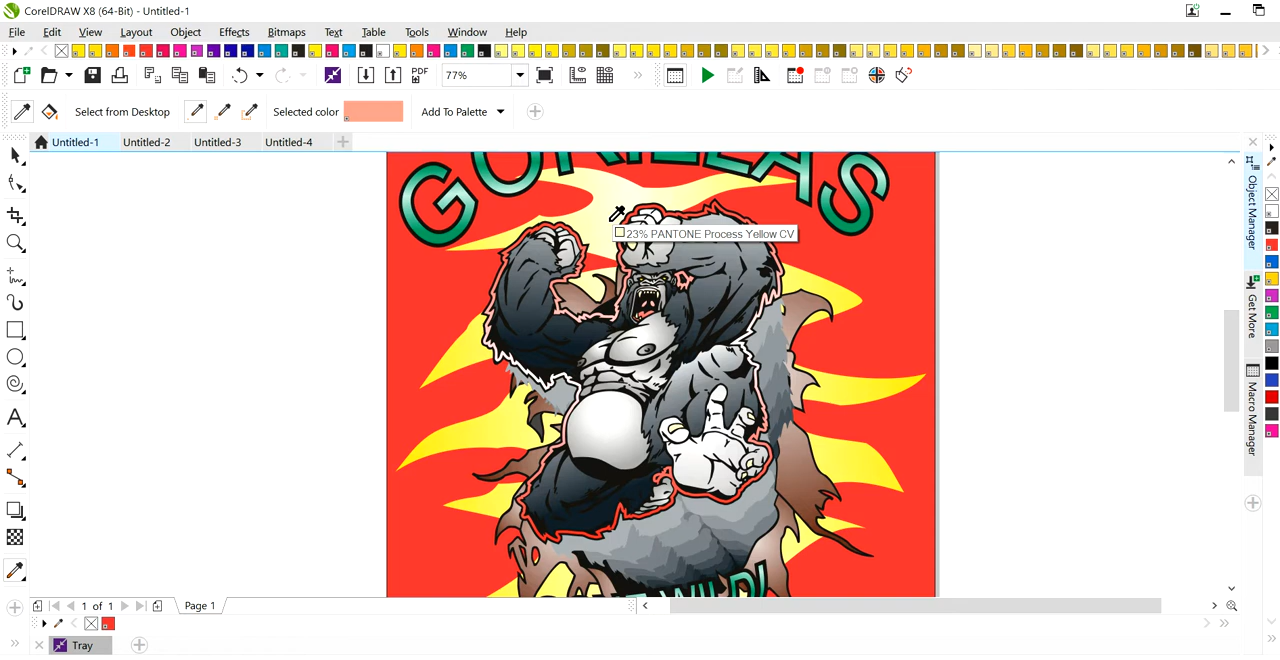 CorelDRAW X8 (64-Bit) - Untitled-1
File Edit View Layout Object Effects Bitmaps Text Table Tools Window Help
PDF 77%
Select from Desktop Selected color Add To Palette
Untitled-1 Untitled-2 Untitled-3 Untitled-4
GORILLAS
23% PANTONE Process Yellow CV
Object Manager
Get More
Macro Manager
WILD!
1 of 1 Page 1
Tray